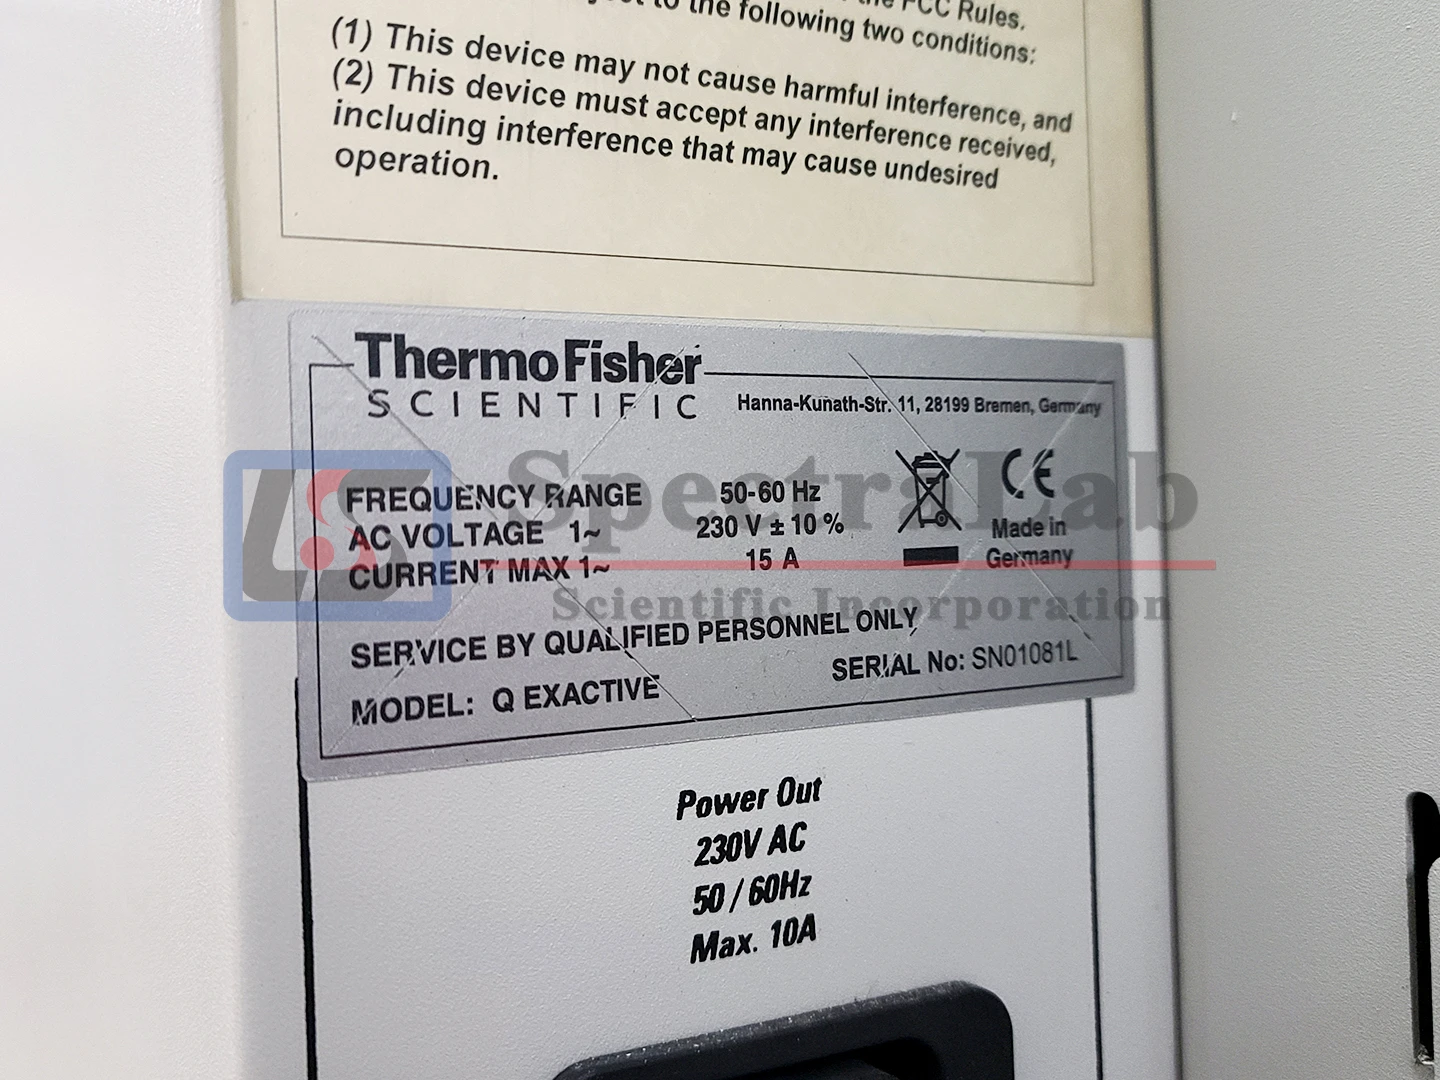 the FCC Rules.
to the following two conditions:
(1) This device may not cause harmful interference, and
(2) This device must accept any interference received,
including interference that may cause undesired
operation.
ThermoFisher
SCIENTIFIC
Hanna-Kunath-Str. 11, 28199 Bremen, Germany
FREQUENCY RANGE 50-60 Hz
AC VOLTAGE 1~ 230 V ± 10 %
CURRENT MAX 1~ 15 A
CE
Made in
Germany
SERVICE BY QUALIFIED PERSONNEL ONLY
MODEL: Q EXACTIVE
SERIAL No: SN01081L
SpectraLab
Scientific Incorporation
Power Out
230V AC
50 / 60Hz
Max. 10A